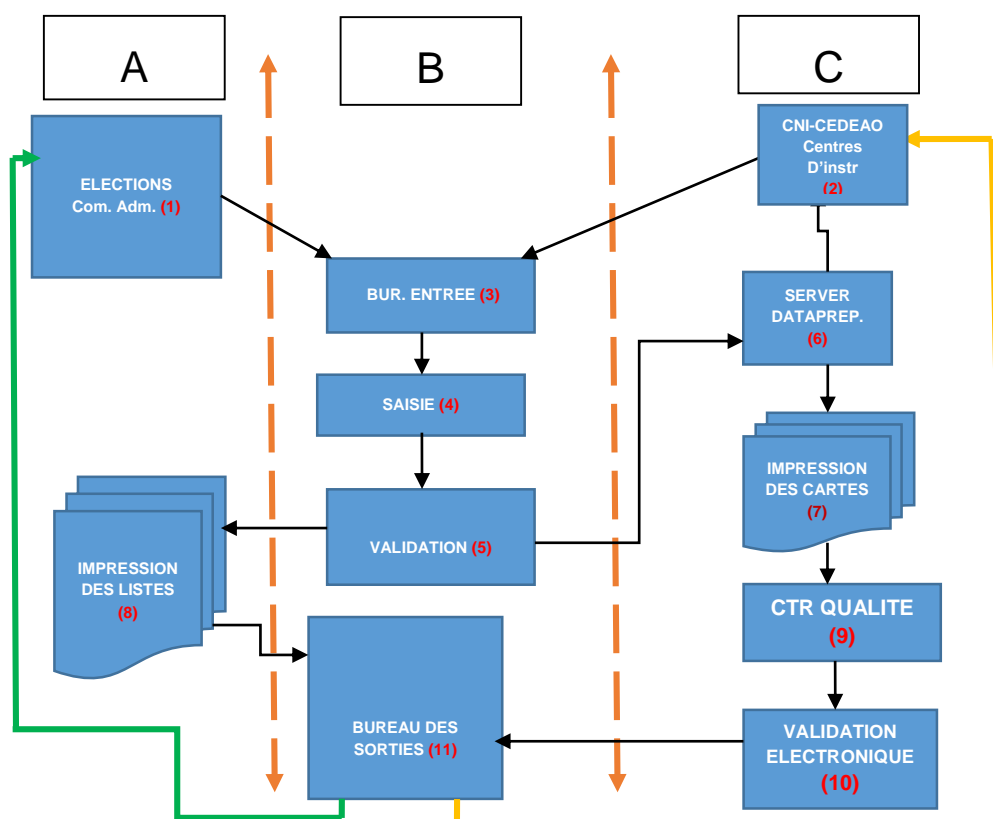 A
B
C
ELECTIONS
Com. Adm. (1)
CNI-CEDEAO
Centres
D'instr
(2)
BUR. ENTREE (3)
SERVER
DATAPREP.
(6)
SAISIE (4)
IMPRESSION
DES CARTES
(7)
VALIDATION (5)
IMPRESSION
DES LISTES
(8)
CTR QUALITE
(9)
BUREAU DES
SORTIES (11)
VALIDATION
ELECTRONIQUE
(10)